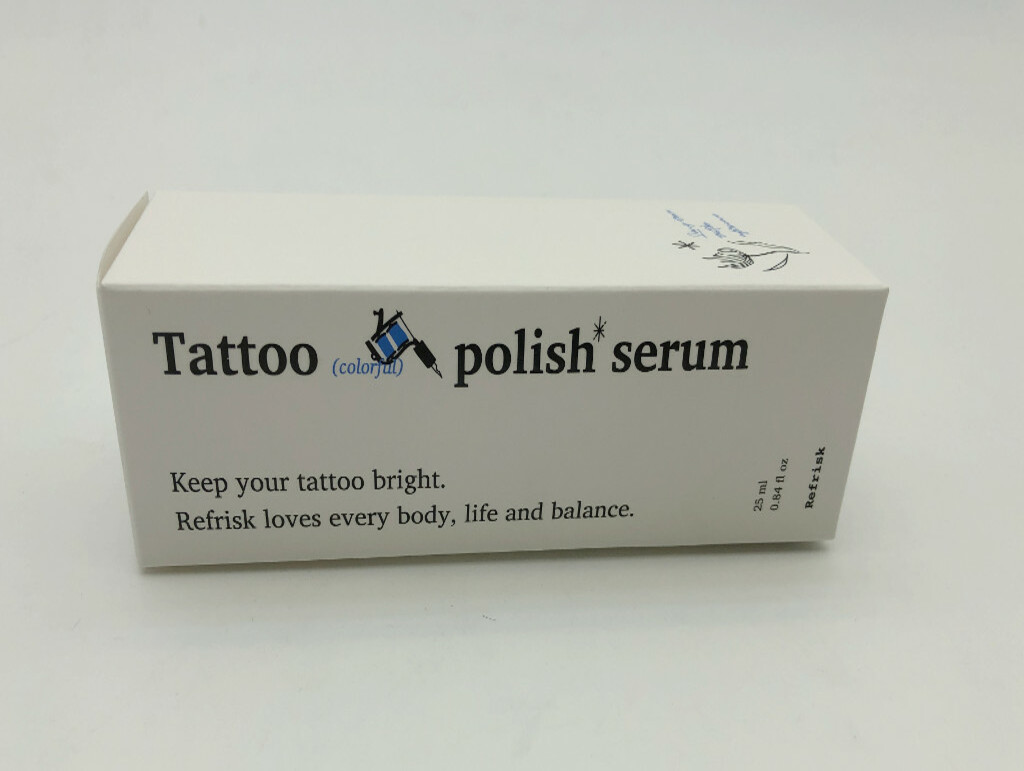 Tattoo (colorful) polish* serum
Keep your tattoo bright.
Refrisk loves every body, life and balance.
25 ml
0.84 fl oz
Refrisk